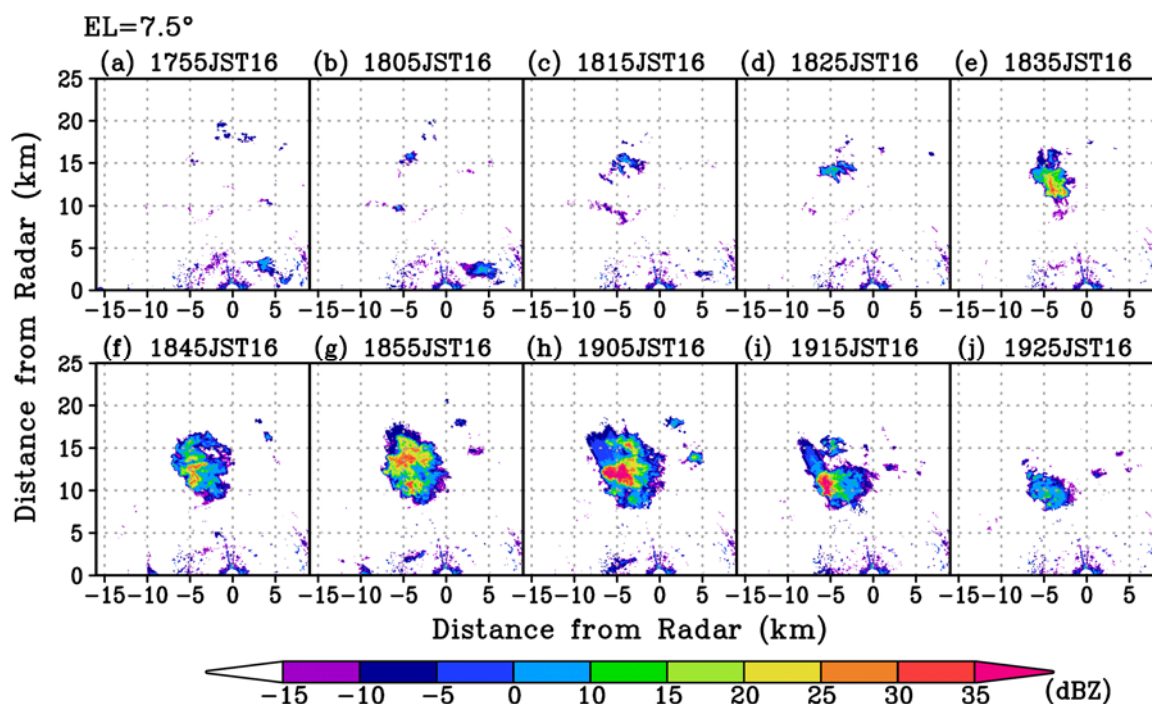 EL=7.5°
(a) 1755JST16 (b) 1805JST16 (c) 1815JST16 (d) 1825JST16 (e) 1835JST16
25
20
15
10
5
0
−15 −10 −5 0 5 −15 −10 −5 0 5 −15 −10 −5 0 5 −15 −10 −5 0 5 −15 −10 −5 0 5
(f) 1845JST16 (g) 1855JST16 (h) 1905JST16 (i) 1915JST16 (j) 1925JST16
25
20
15
10
5
0
−15 −10 −5 0 5 −15 −10 −5 0 5 −15 −10 −5 0 5 −15 −10 −5 0 5 −15 −10 −5 0 5
Distance from Radar (km)
Distance from Radar (km)
−15 −10 −5 0 10 15 20 25 30 35 (dBZ)